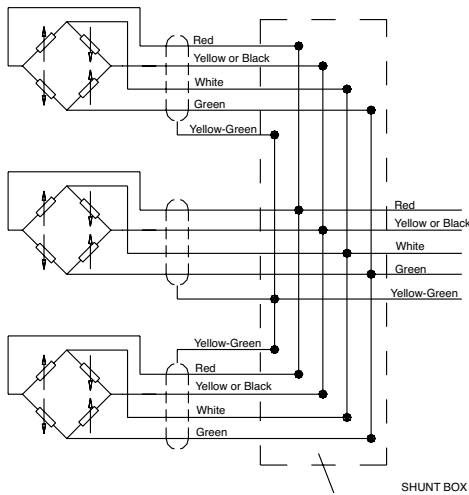 Red
Yellow or Black
White
Green
Yellow-Green
Red
Yellow or Black
White
Green
Yellow-Green
Yellow-Green
Red
Yellow or Black
White
Green
SHUNT BOX